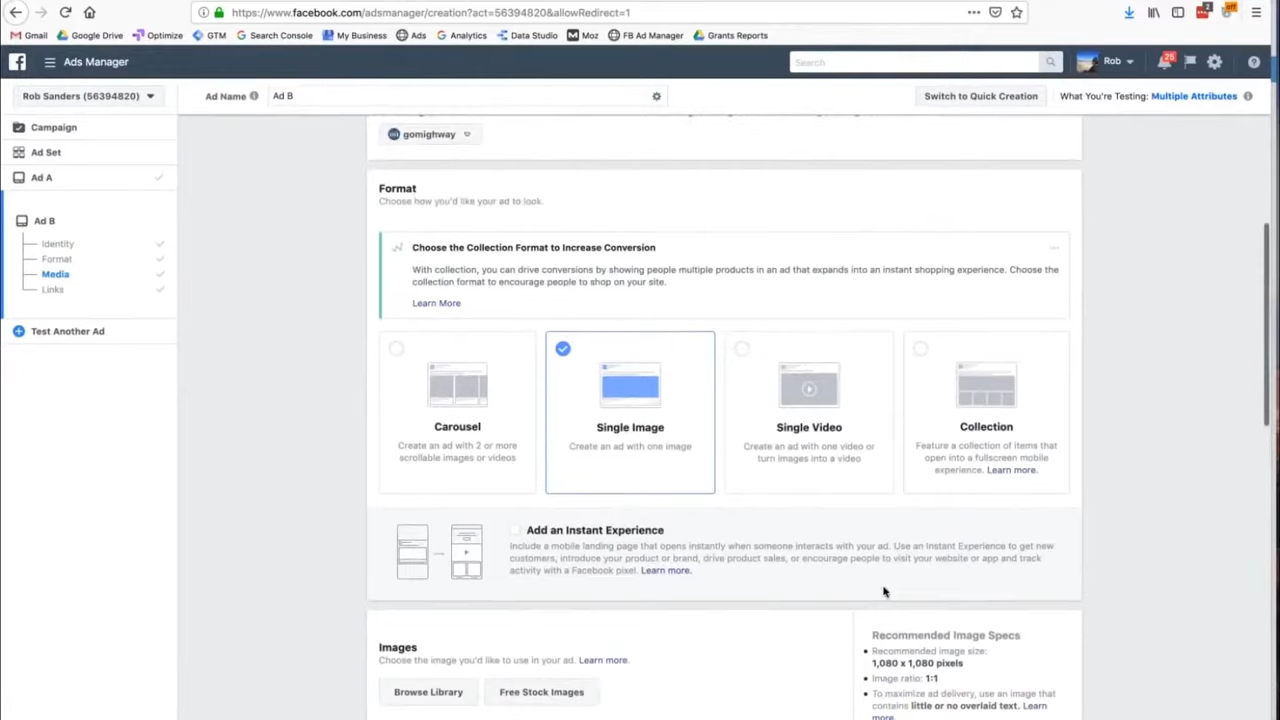 https://www.facebook.com/adsmanager/creation?act=56394820&allowRedirect=1
2
off
Gmail
Google Drive
Optimize
GTM
Search Console
My Business
Ads
Analytics
Data Studio
Moz
FB Ad Manager
Grants Reports
Ads Manager
Search
Rob
25
Rob Sanders (56394820)
Ad Name
Ad B
Switch to Quick Creation
What You're Testing: Multiple Attributes
Campaign
Ad Set
Ad A
Ad B
Identity
Format
Media
Links
Test Another Ad
gomighway
Format
Choose how you'd like your ad to look.
Choose the Collection Format to Increase Conversion
With collection, you can drive conversions by showing people multiple products in an ad that expands into an instant shopping experience. Choose the
collection format to encourage people to shop on your site.
Learn More
Carousel
Create an ad with 2 or more
scrollable images or videos
Single Image
Create an ad with one image
Single Video
Create an ad with one video or
turn images into a video
Collection
Feature a collection of items that
open into a fullscreen mobile
experience. Learn more.
Add an Instant Experience
Include a mobile landing page that opens instantly when someone interacts with your ad. Use an Instant Experience to get new
customers, introduce your product or brand, drive product sales, or encourage people to visit your website or app and track
activity with a Facebook pixel. Learn more.
Images
Choose the image you'd like to use in your ad. Learn more.
Browse Library
Free Stock Images
Recommended Image Specs
Recommended image size:
1,080 x 1,080 pixels
Image ratio: 1:1
To maximize ad delivery, use an image that
contains little or no overlaid text. Learn
more.